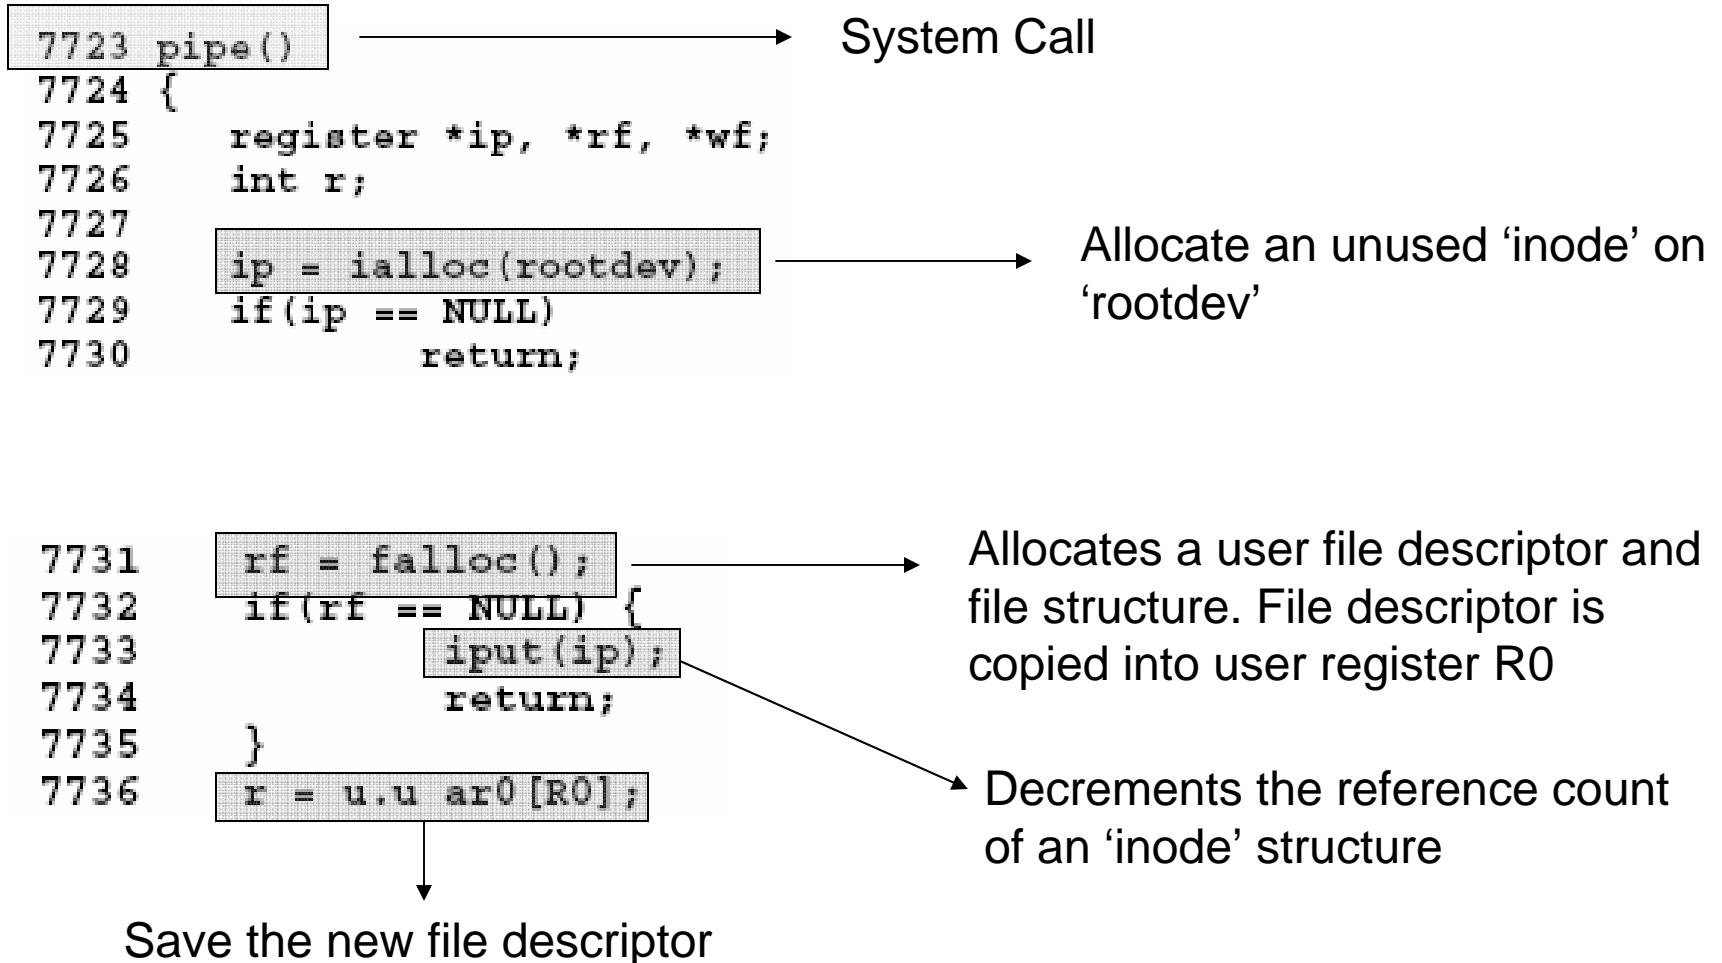 7723 pipe()
System Call
7724 {
7725 register *ip, *rf, *wf;
7726 int r;
7727
7728 ip = ialloc(rootdev);
Allocate an unused ‘inode’ on
‘rootdev’
7729 if(ip == NULL)
7730 return;
7731 rf = falloc();
Allocates a user file descriptor and
file structure. File descriptor is
copied into user register R0
7732 if(rf == NULL) {
7733 iput(ip);
7734 return;
7735 }
7736 r = u.u ar0[R0];
Decrements the reference count
of an ‘inode’ structure
Save the new file descriptor